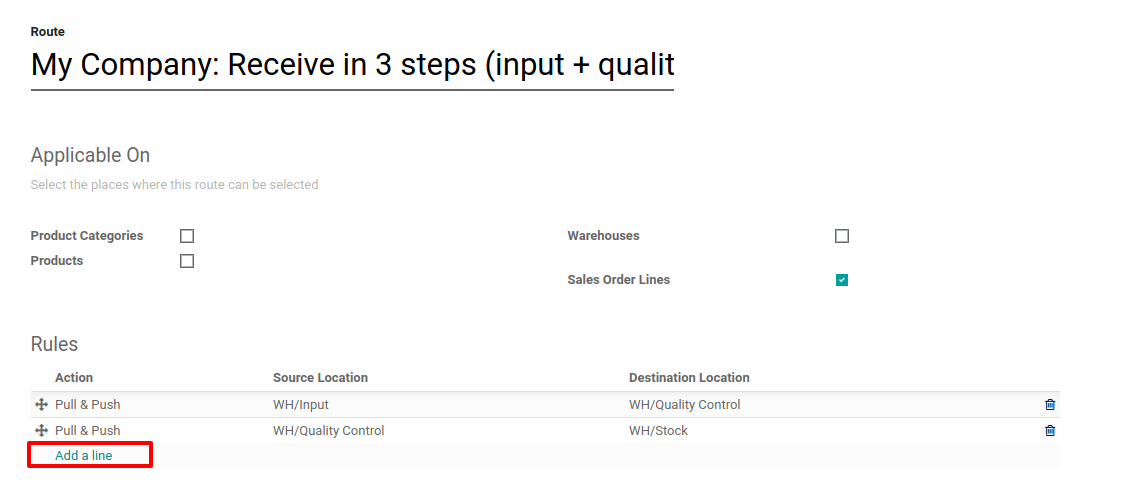 Route
My Company: Receive in 3 steps (input + qualit
Applicable On
Select the places where this route can be selected
Product Categories
Warehouses
Products
Sales Order Lines
Rules
Action Source Location Destination Location
Pull & Push WH/Input WH/Quality Control
Pull & Push WH/Quality Control WH/Stock
Add a line